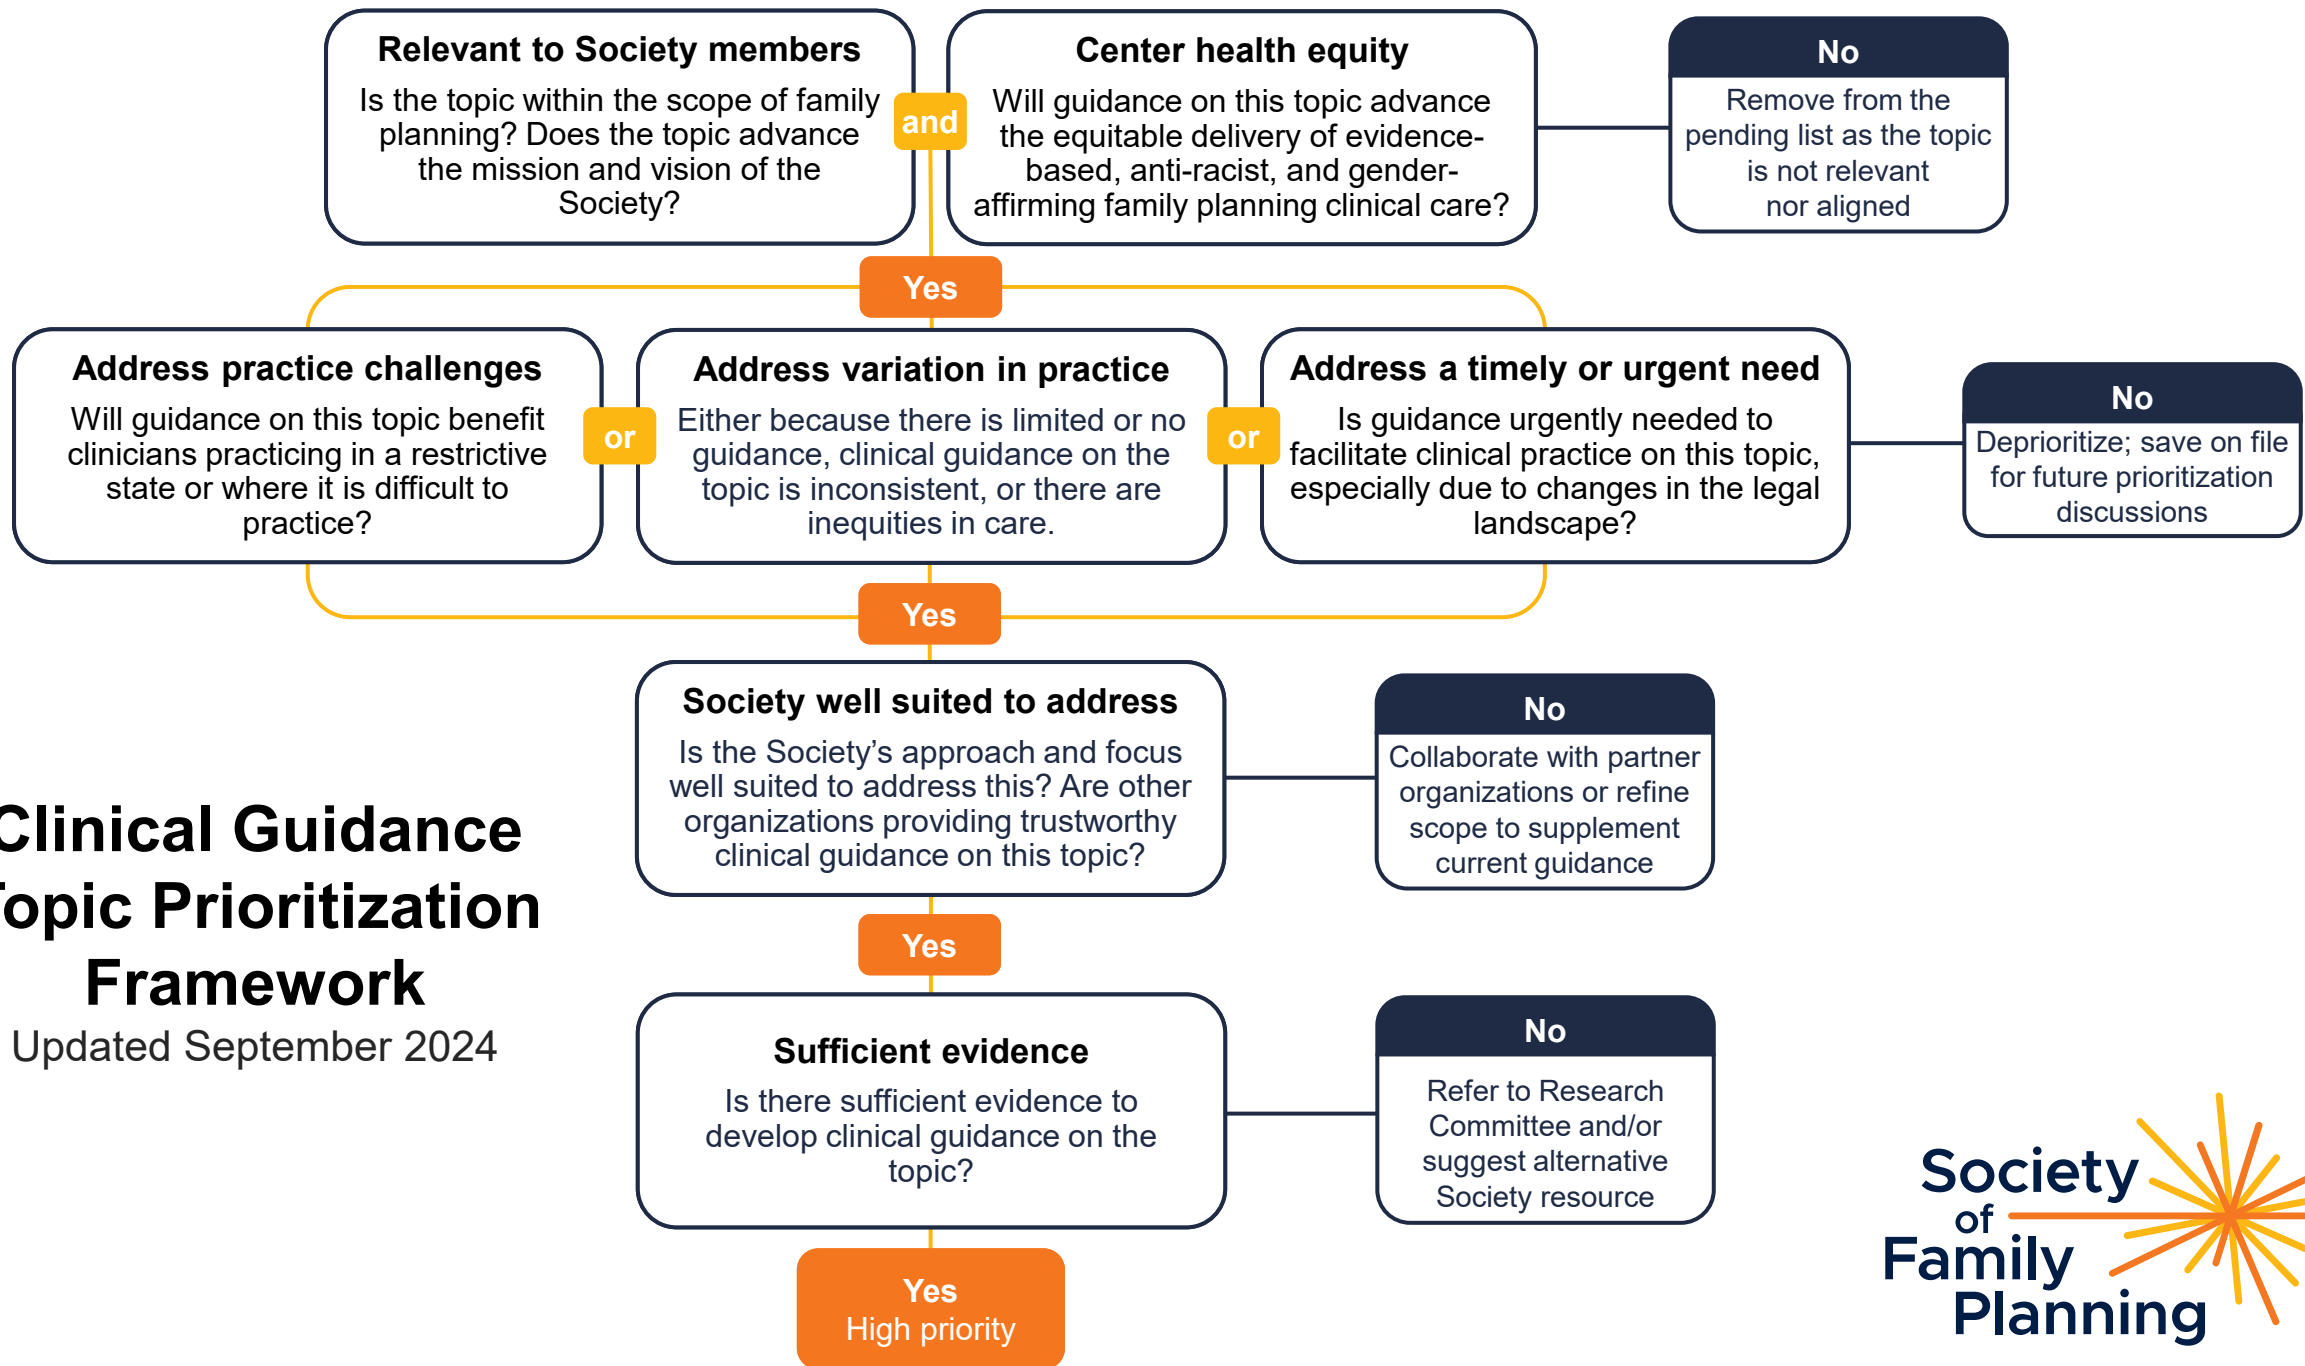 Relevant to Society members
Is the topic within the scope of family
planning? Does the topic advance
the mission and vision of the
Society?
and
Center health equity
Will guidance on this topic advance
the equitable delivery of evidence-
based, anti-racist, and gender-
affirming family planning clinical care?
No
Remove from the
pending list as the topic
is not relevant
nor aligned
Yes
Address practice challenges
Will guidance on this topic benefit
clinicians practicing in a restrictive
state or where it is difficult to
practice?
or
Address variation in practice
Either because there is limited or no
guidance, clinical guidance on the
topic is inconsistent, or there are
inequities in care.
or
Address a timely or urgent need
Is guidance urgently needed to
facilitate clinical practice on this topic,
especially due to changes in the legal
landscape?
No
Deprioritize; save on file
for future prioritization
discussions
Yes
Society well suited to address
Is the Society's approach and focus
well suited to address this? Are other
organizations providing trustworthy
clinical guidance on this topic?
No
Collaborate with partner
organizations or refine
scope to supplement
current guidance
Clinical Guidance
Topic Prioritization
Framework
Updated September 2024
Yes
Sufficient evidence
Is there sufficient evidence to
develop clinical guidance on the
topic?
No
Refer to Research
Committee and/or
suggest alternative
Society resource
Yes
High priority
Society
of
Family
Planning